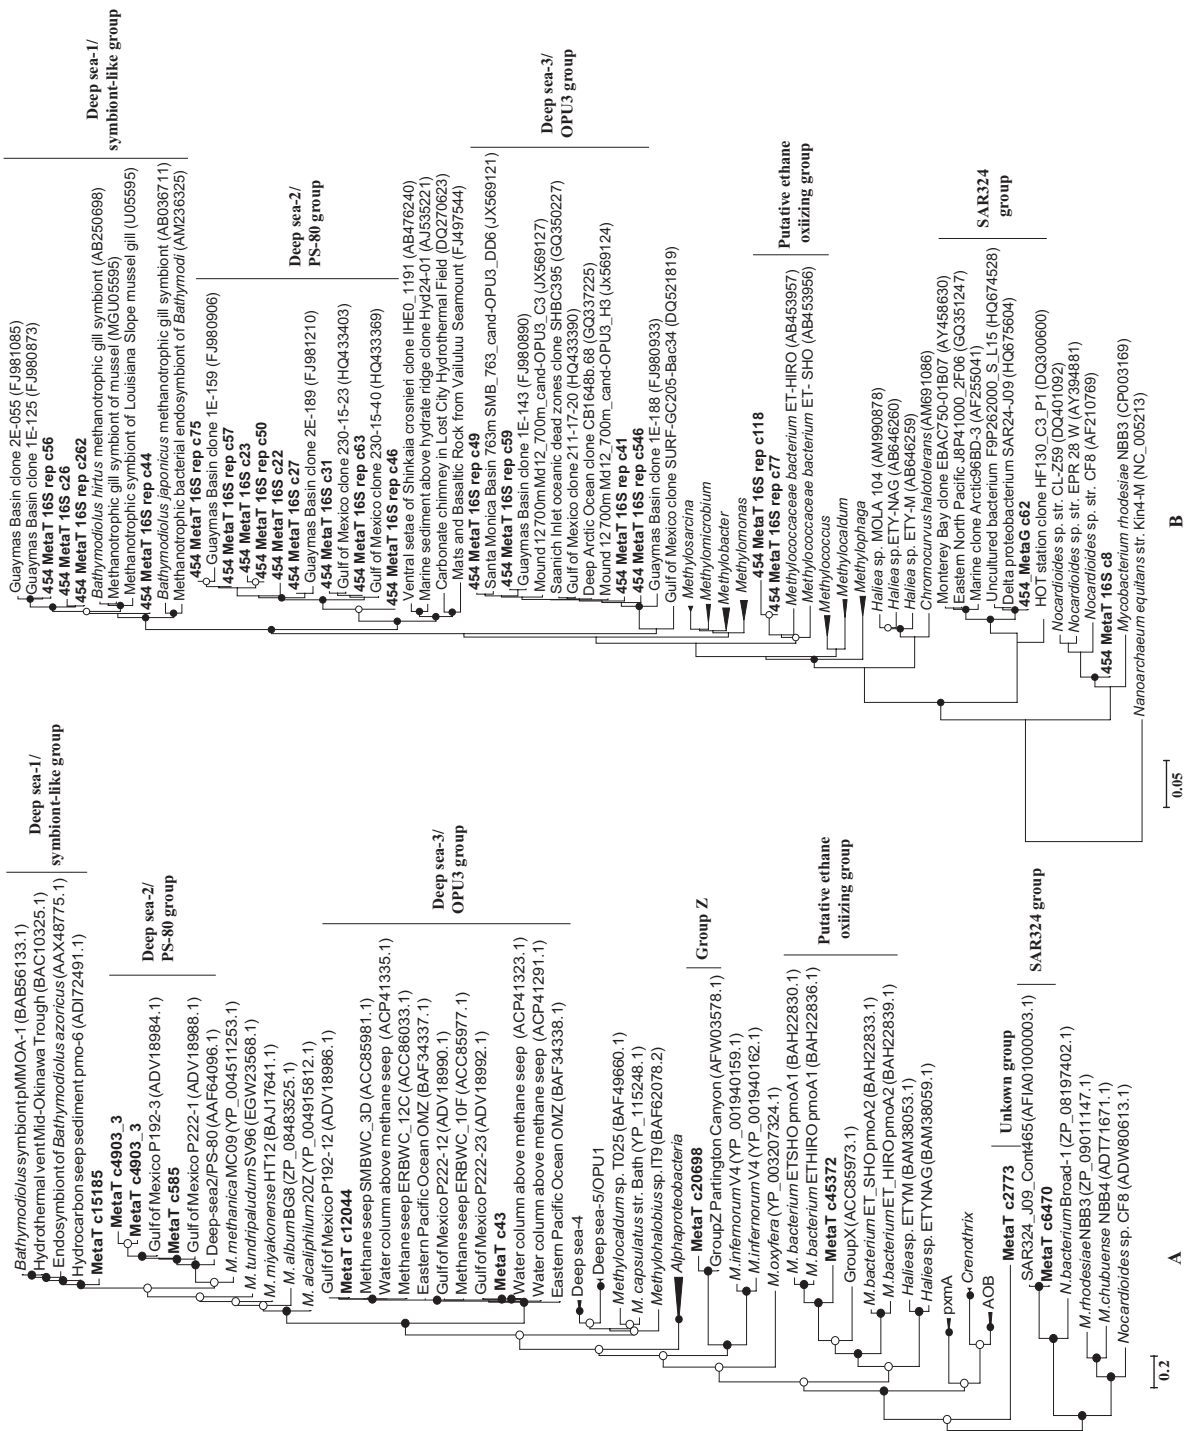 Bathymodiolus symbiont pMMOA-1 (BAB56133.1)
Hydrothermal vent Mid-Okinawa Trough (BAC10325.1)
Endosymbiont of Bathymodiolus azoricus (AAX48775.1)
Hydrocarbon seep sediment pmo-6 (ADI72491.1)
MetaT c15185
Deep sea-1/
symbiont-like group
MetaT c4903_3
MetaT c4903_3
Gulf of Mexico P192-3 (ADV18984.1)
MetaT c585
Gulf of Mexico P222-1 (ADV18988.1)
Deep-sea2/PS-80 (AAF64096.1)
Deep sea-2/
PS-80 group
M. methanica MC09 (YP_004511253.1)
M.tundripaludum SV96 (EGW23568.1)
M.miyakonense HT12 (BAJ17641.1)
M. album BG8 (ZP_08483525.1)
M. alcaliphilum 20Z (YP_004915812.1)
Gulf of Mexico P192-12 (ADV18986.1)
MetaT c12044
Methane seep SMBWC_3D (ACC85981.1)
Water column above methane seep (ACP41335.1)
Methane seep ERBWC_12C (ACC86033.1)
Eastern Pacific Ocean OMZ (BAF34337.1)
Gulf of Mexico P222-12 (ADV18990.1)
Methane seep ERBWC_10F (ACC85977.1)
Gulf of Mexico P222-23 (ADV18992.1)
MetaT c43
Water column above methane seep (ACP41323.1)
Water column above methane seep (ACP41291.1)
Eastern Pacific Ocean OMZ (BAF34338.1)
Deep sea-3/
OPU3 group
Deep sea-4
Deep sea-5/OPU1
Methylocaldum sp. T025 (BAF49660.1)
M. capsulatus str. Bath (YP_115248.1)
Methylohalobius sp. IT9 (BAF62078.2)
Alphaproteobacteria
MetaT c20698
Group Z Partington Canyon (AFW03578.1)
Group Z
M.infernorum V4 (YP_001940159.1)
M.infernorum V4 (YP_001940162.1)
M.oxyfera (YP_003207324.1)
M. bacterium ETSHO pmoA1 (BAH22830.1)
M. bacterium ETHIRO pmoA1 (BAH22836.1)
MetaT c45372
Group X (ACC85973.1)
M.bacterium ET_SHO pmoA2 (BAH22833.1)
M.bacterium ET_HIRO pmoA2 (BAH22839.1)
Haliea sp. ETYM (BAM38053.1)
Haliea sp. ETYNAG (BAM380559.1)
Putative ethane
oxiizing group
pxmA
Crenothrix
AOB
MetaT c2773
Unkown group
SAR324_J09_Cont465 (AFIA01000003.1)
MetaT c6470
SAR324 group
N.bacterium Broad-1 (ZP_08197402.1)
M.rhodesiae NBB3 (ZP_09011147.1)
M.chubuense NBB4 (ADT71671.1)
Nocardioides sp. CF8 (ADW80613.1)
0.2
A
Guaymas Basin clone 2E-055 (FJ981085)
Guaymas Basin clone 1E-125 (FJ980873)
454 MetaT 16S rep c56
454 MetaT 16S c26
454 MetaT 16S rep c262
Bathymodiolus hirtus methanotrophic gill symbiont (AB250698)
Methanotrophic gill symbiont of mussel (MGU05595)
Methanotrophic symbiont of Louisiana Slope mussel gill (U05595)
454 MetaT 16S rep c44
Bathymodiolus japonicus methanotrophic gill symbiont (AB036711)
Methanotrophic bacterial endosymbiont of Bathymodi (AM236325)
Deep sea-1/
symbiont-like group
454 MetaT 16S rep c75
Guaymas Basin clone 1E-159 (FJ980906)
454 MetaT 16S rep c57
454 MetaT 16S c23
454 MetaT 16S rep c50
454 MetaT 16S c22
454 MetaT 16S c27
Guaymas Basin clone 2E-189 (FJ981210)
454 MetaT 16S c31
Gulf of Mexico clone 230-15-23 (HQ433403)
454 MetaT 16S rep c63
Gulf of Mexico clone 230-15-40 (HQ433369)
454 MetaT 16S rep c46
Deep sea-2/
PS-80 group
Ventral setae of Shinkaia crosnieri clone IHE0_1191 (AB476240)
Marine sediment above hydrate ridge clone Hyd24-01 (AJ535221)
Carbonate chimney in Lost City Hydrothermal Field (DQ270623)
Mats and Basaltic Rock from Vailuluu Seamount (FJ497544)
454 MetaT 16S rep c49
Santa Monica Basin 763m SMB_763_cand-OPU3_DD6 (JX569121)
454 MetaT 16S rep c59
Guaymas Basin clone 1E-143 (FJ980890)
Mound 12 700mMd12_700m_cand-OPU3_C3 (JX569127)
Saanich Inlet oceanic dead zones clone SHBC395 (GQ350227)
Gulf of Mexico clone 211-17-20 (HQ433390)
Deep Arctic Ocean clone CB1648b.68 (GQ337225)
Mound 12 700mMd12_700m_cand-OPU3_H3 (Jx569124)
454 MetaT 16S rep c41
454 MetaT 16S rep c546
Guaymas Basin clone 1E-188 (FJ980933)
Gulf of Mexico clone SURF-GC205-Bac34 (DQ521819)
Deep sea-3/
OPU3 group
Methylosarcina
Methylomicrobium
Methylobacter
Methylomonas
454 MetaT 16S rep c118
454 MetaT 16S rep c77
Methylococcaceae bacterium ET-HIRO (AB453957)
Methylococcaceae bacterium ET- SHO (AB453956)
Putative ethane
oxiizing group
Methylococcus
Methylocaldum
Methylophaga
Haliea sp. MOLA 104 (AM990878)
Haliea sp. ETY-NAG (AB646260)
Haliea sp. ETY-M (AB646259)
Chromocurvus halotolerans (AM691086)
Monterey Bay clone EBAC750-01B07 (AY458630)
Eastern North Pacific J8P41000_2F06 (GQ351247)
Marine clone Arctic96BD-3 (AF255041)
Uncultured bacterium F9P262000_S_L15 (HQ674528)
Delta proteobacterium SAR24-J09 (HQ675604)
454_MetaG c62
HOT station clone HF130_C3_P1 (DQ300600)
SAR324
group
Nocardioides sp. str. CL-Z59 (DQ401092)
Nocardioides sp. str. EPR 28 W (AY394881)
Nocardioides sp. str. CF8 (AF210769)
454 MetaT 16S c8
Mycobacterium rhodesiae NBB3 (CP003169)
Nanoarchaeum equitans str. Kin4-M (NC_005213)
0.05
B